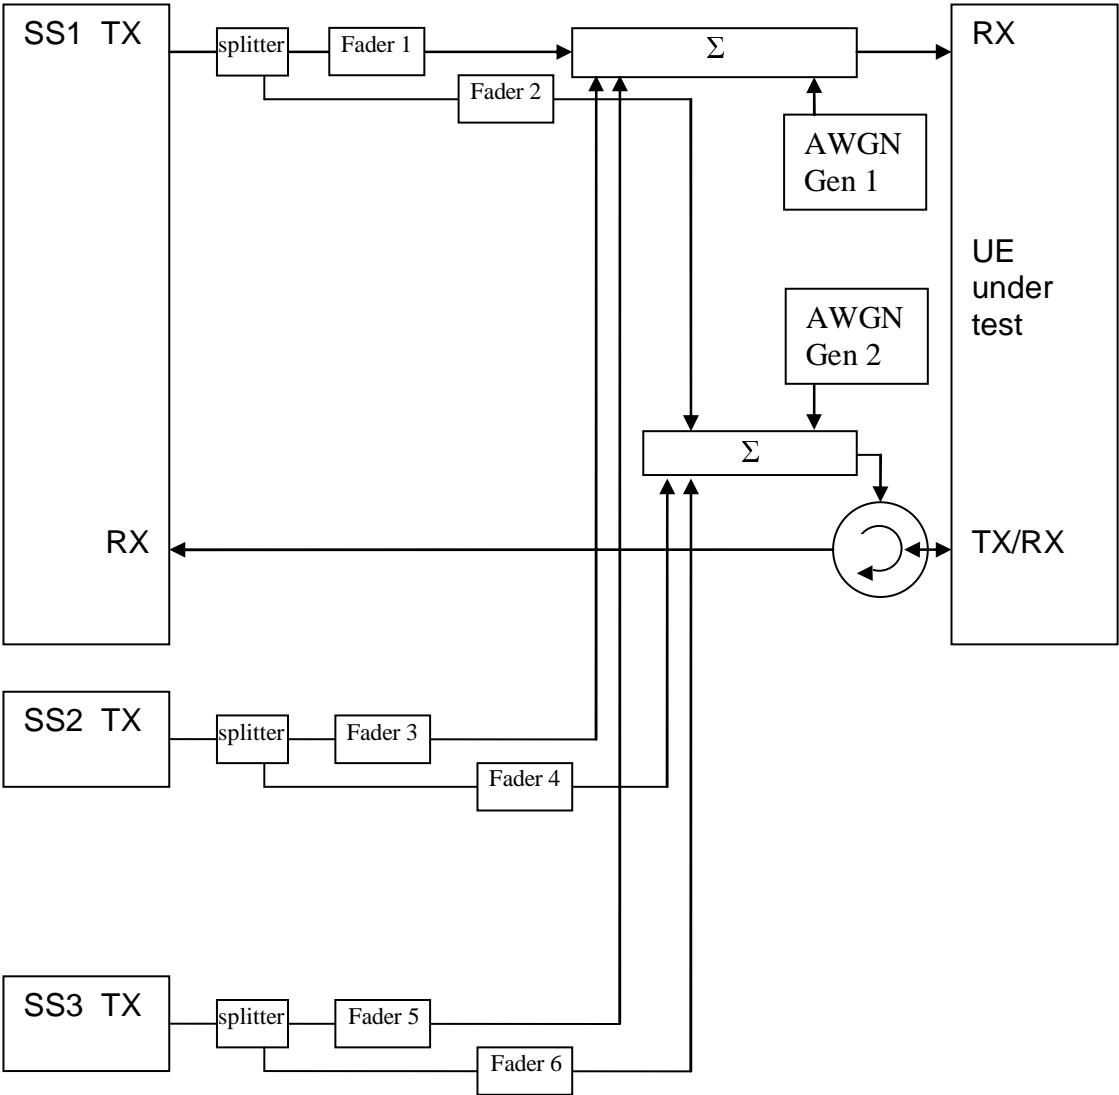 SS1 TX
splitter
Fader 1
Σ
RX
Fader 2
AWGN
Gen 1
UE
under
test
AWGN
Gen 2
Σ
RX
TX/RX
SS2 TX
splitter
Fader 3
Fader 4
SS3 TX
splitter
Fader 5
Fader 6